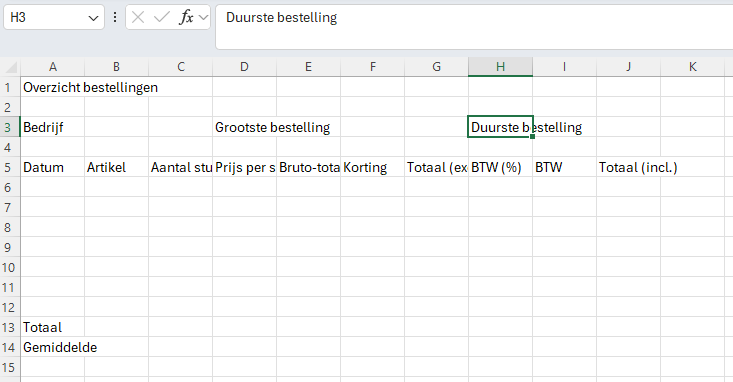 H3 fx Duurste bestelling
A B C D E F G H I J K
1 Overzicht bestellingen
2
3 Bedrijf Grootste bestelling Duurste bestelling
4
5 Datum Artikel Aantal stu Prijs per s Bruto-tota Korting Totaal (ex BTW (%) BTW Totaal (incl.)
6
7
8
9
10
11
12
13 Totaal
14 Gemiddelde
15